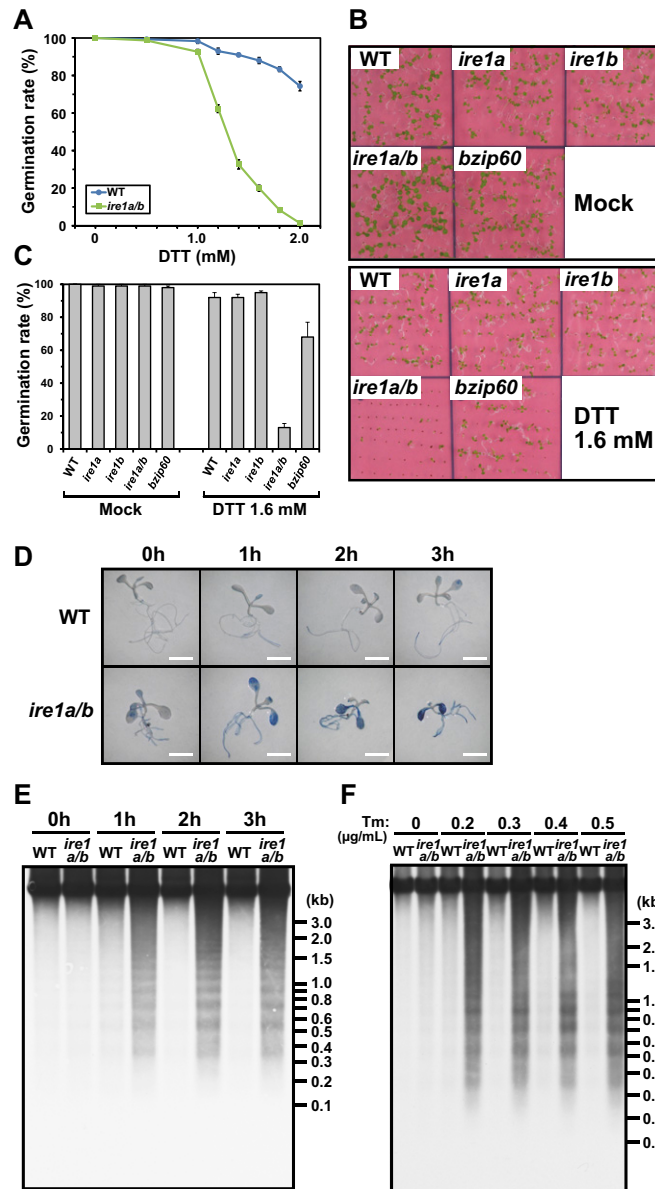 A
Germination rate (%)
100
80
60
40
20
0
WT
ire1a/b
0
1.0
2.0
DTT (mM)
B
WT
ire1a
ire1b
ire1a/b
bzip60
Mock
WT
ire1a
ire1b
ire1a/b
bzip60
DTT
1.6 mM
C
Germination rate (%)
100
80
60
40
20
0
WT
ire1a
ire1b
ire1a/b
bzip60
WT
ire1a
ire1b
ire1a/b
bzip60
Mock
DTT 1.6 mM
D
0h 1h 2h 3h
WT
ire1a/b
E
0h 1h 2h 3h
WT ire1 a/b WT ire1 a/b WT ire1 a/b WT ire1 a/b
(kb)
3.0
2.0
1.5
1.0
0.8
0.6
0.5
0.4
0.3
0.2
0.1
F
Tm: 0 0.2 0.3 0.4 0.5
(µg/mL)
WT ire1 a/b WT ire1 a/b WT ire1 a/b WT ire1 a/b WT ire1 a/b